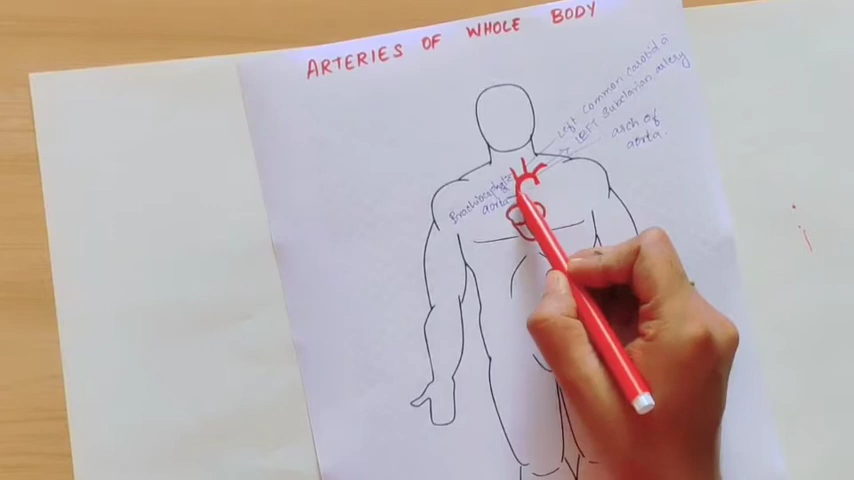 ARTERIES OF WHOLE BODY
left common carotid a
LEFT subclavian artery
arch of
aorta.
aorta